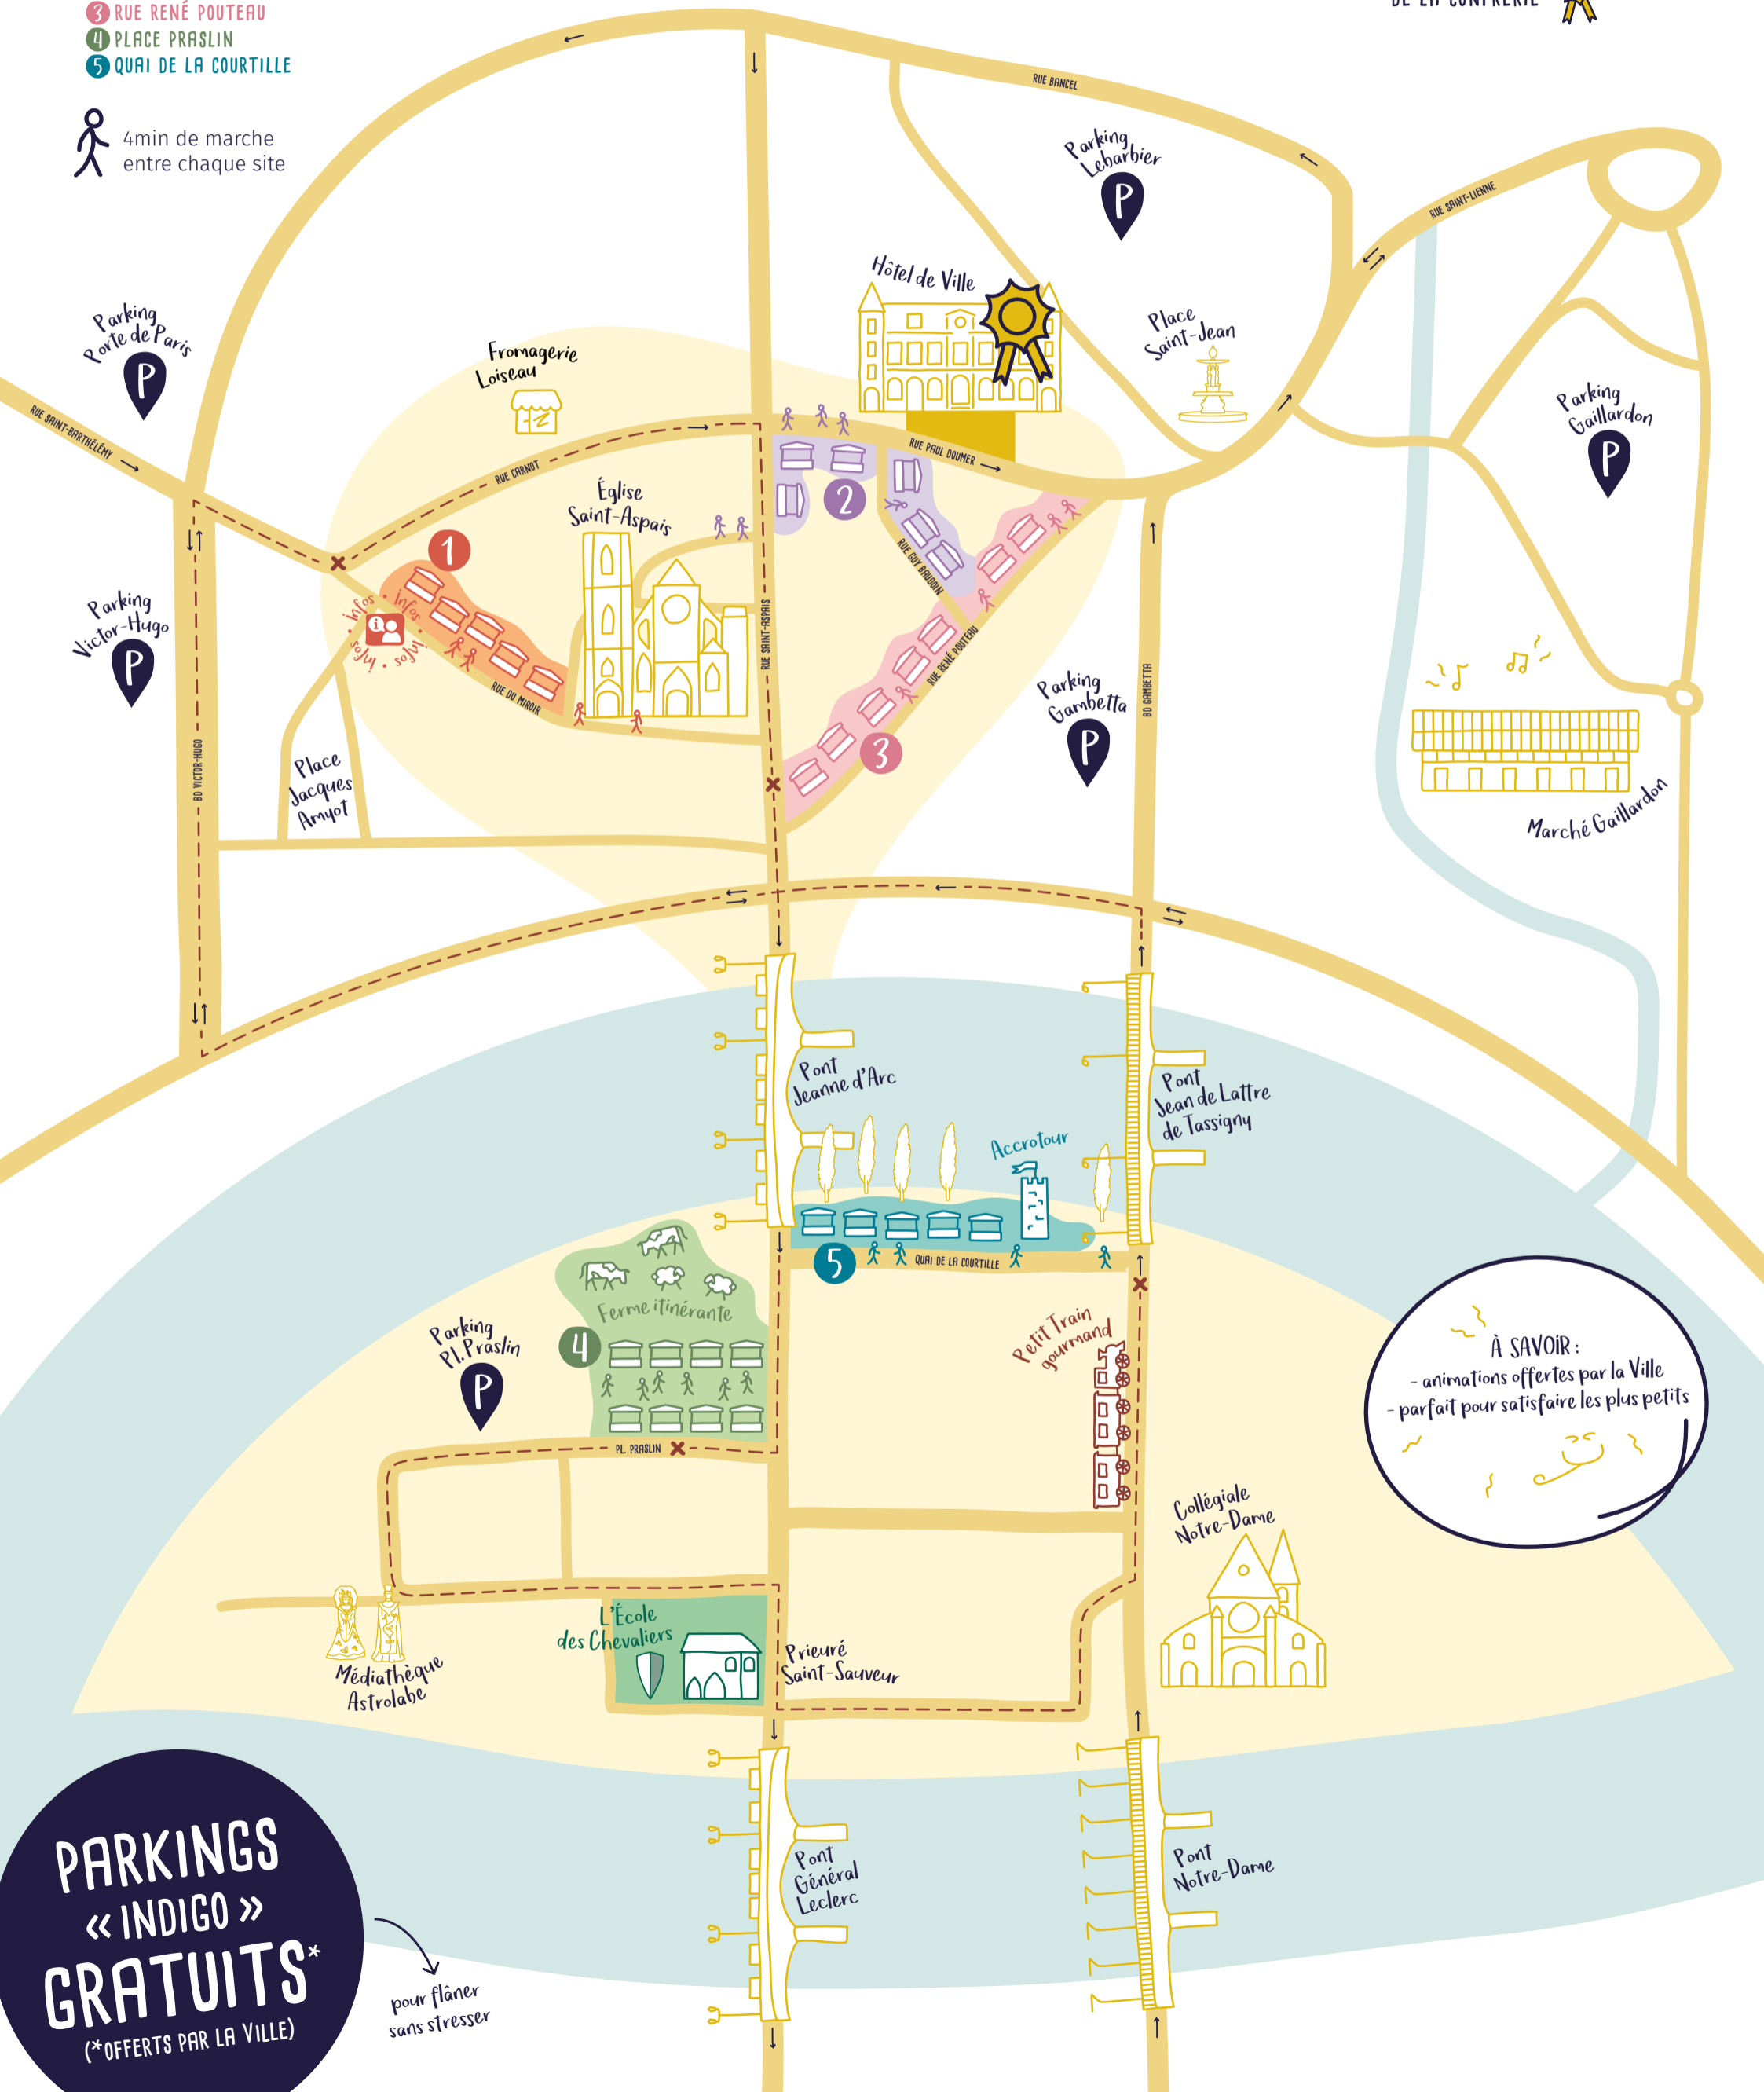 DE LA CONFRÉRIE
3 RUE RENÉ POUTEAU
4 PLACE PRASLIN
5 QUAI DE LA COURTILLE
4min de marche
entre chaque site
RUE BANCEL
Parking
Lebarbier
P
RUE SAINT-LIENNE
Hôtel de Ville
Place
Saint-Jean
Parking
Porte de Paris
P
Fromagerie
Loiseau
Parking
Gaillardon
P
RUE SAINT-BARTHÉLÉMY
RUE CARNOT
RUE PAUL DOUMER
Église
Saint-Aspais
2
1
infos • infos • infos • infos •
i
RUE GUY BAUDOIN
Parking
Victor-Hugo
P
RUE SAINT-ASPAIS
RUE RENÉ POUTEAU
RUE DU MIROIR
Parking
Gambetta
P
BD GAMBETTA
3
BD VICTOR-HUGO
Place
Jacques
Amyot
Marché Gaillardon
Pont
Jeanne d'Arc
Pont
Jean de Lattre
de Tassigny
Accrotour
5
QUAI DE LA COURTILLE
Ferme itinérante
4
Parking
Pl. Praslin
P
Petit Train
gourmand
À SAVOIR :
- animations offertes par la Ville
- parfait pour satisfaire les plus petits
PL. PRASLIN
Collégiale
Notre-Dame
L'École
des Chevaliers
Prieuré
Saint-Sauveur
Médiathèque
Astrolabe
PARKINGS
« INDIGO »
GRATUITS*
(*OFFERTS PAR LA VILLE)
pour flâner
sans stresser
Pont
Général
Leclerc
Pont
Notre-Dame